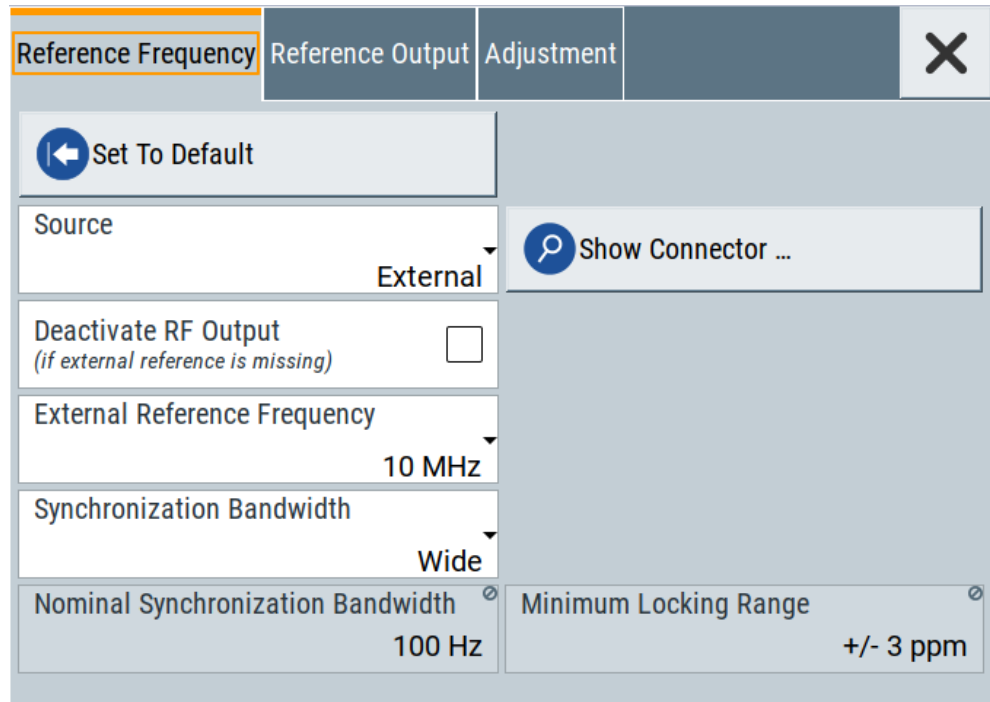 Reference Frequency
Reference Output
Adjustment
Set To Default
Source
External
Show Connector ...
Deactivate RF Output
(if external reference is missing)
External Reference Frequency
10 MHz
Synchronization Bandwidth
Wide
Nominal Synchronization Bandwidth
100 Hz
Minimum Locking Range
+/- 3 ppm